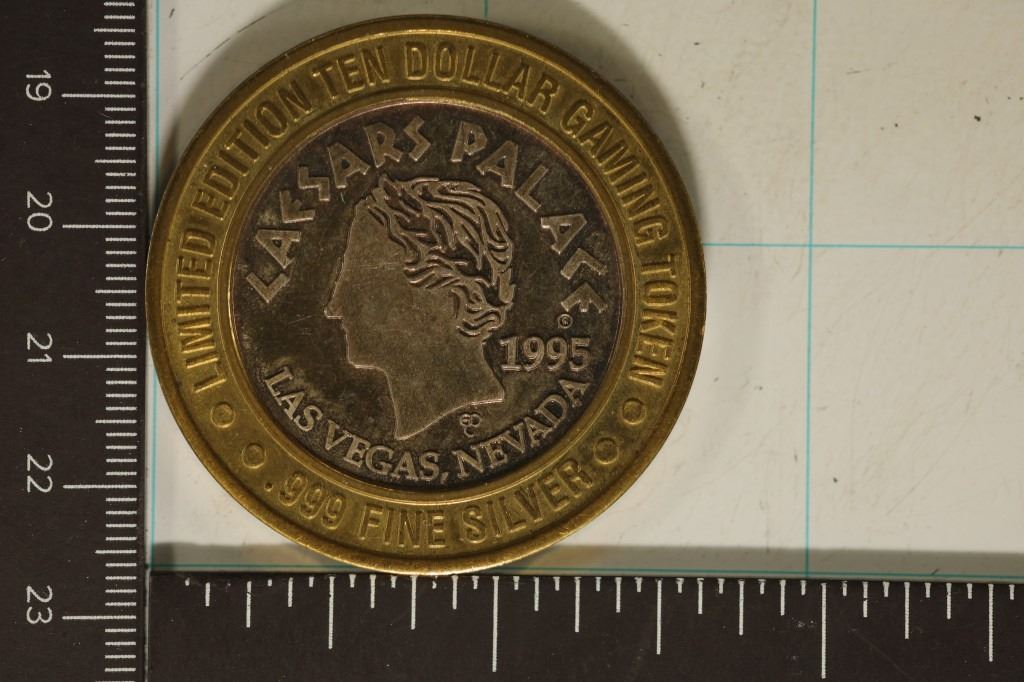 LIMITED EDITION TEN DOLLAR GAMING TOKEN
CAESARS PALACE
®
1995
LAS VEGAS, NEVADA
.999 FINE SILVER
19
20
21
22
23